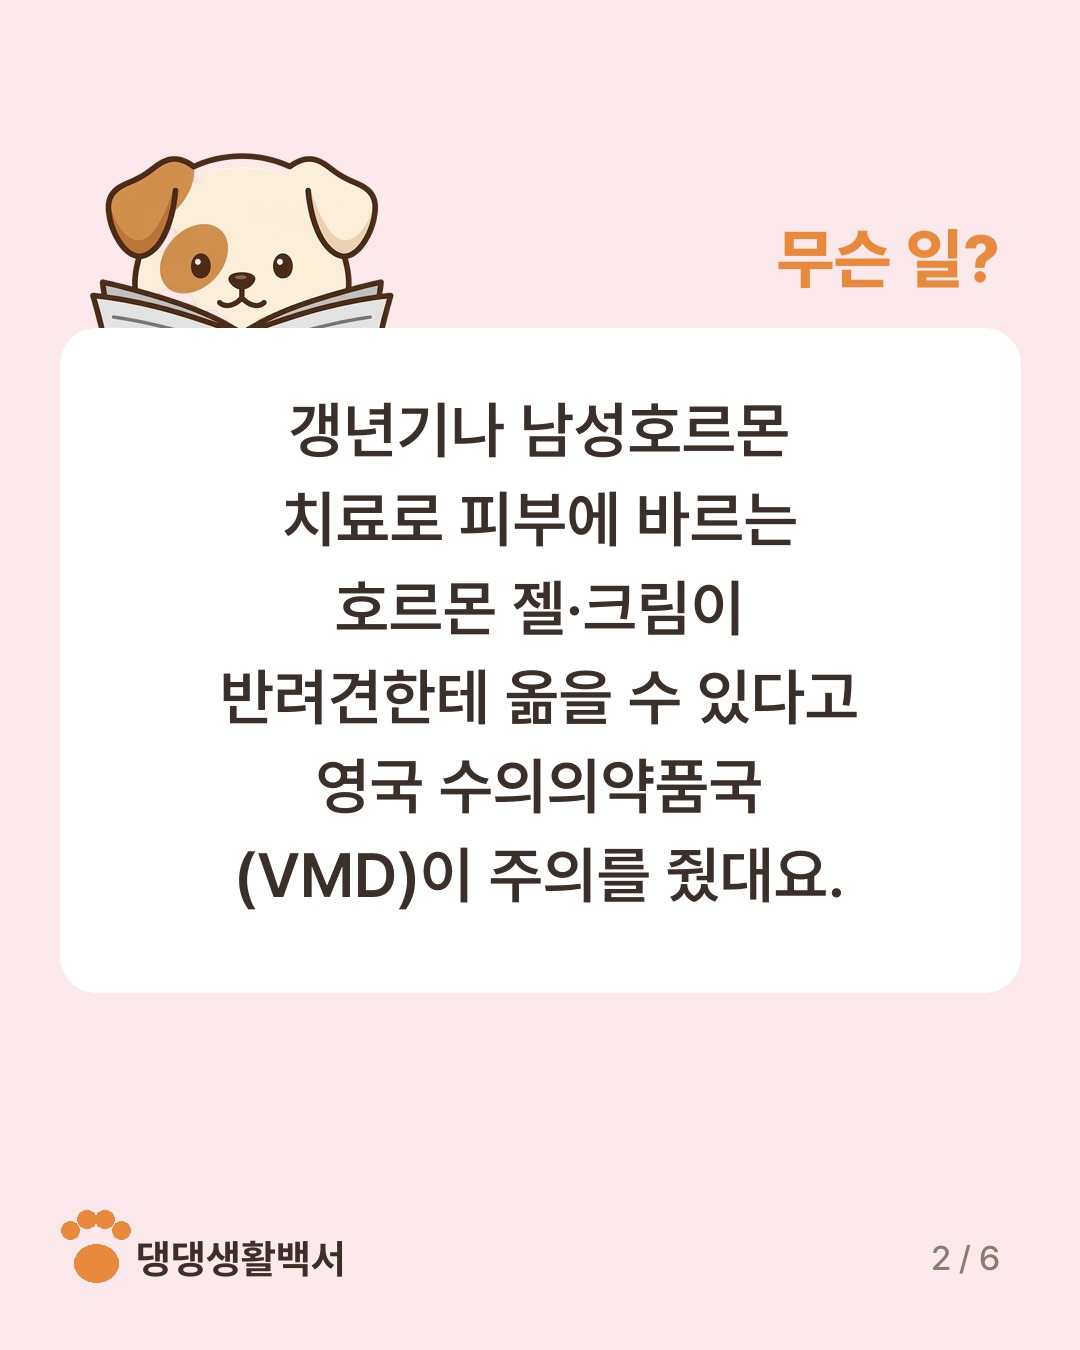 무슨 일?
갱년기나 남성호르몬
치료로 피부에 바르는
호르몬 젤·크림이
반려견한테 옮을 수 있다고
영국 수의의약품국
(VMD)이 주의를 줬대요.
댕댕생활백서
2 / 6